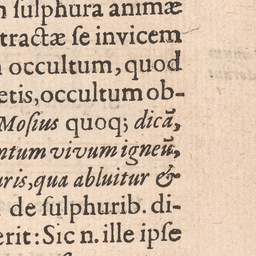 ſulphura animæ
tractæ ſe invicem
occultum, quod
etis, occultum ob-
Moſius quoq; dicā,
ntum vivum igneū,
uris, qua abluitur &
de ſulphurib. di-
erit: Sic n. ille ipſe